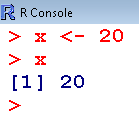 R Console
> x <- 20
> x
[1] 20
>